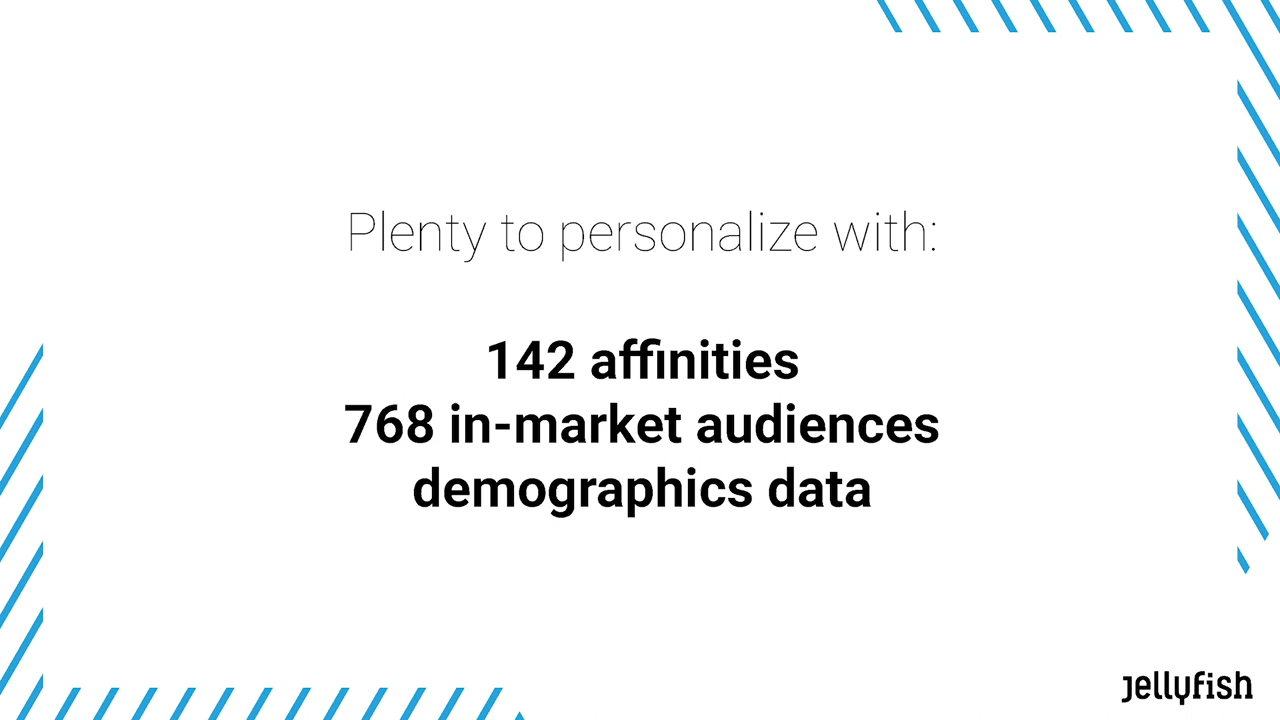 Plenty to personalize with:
142 affinities
768 in-market audiences
demographics data
jellyfish